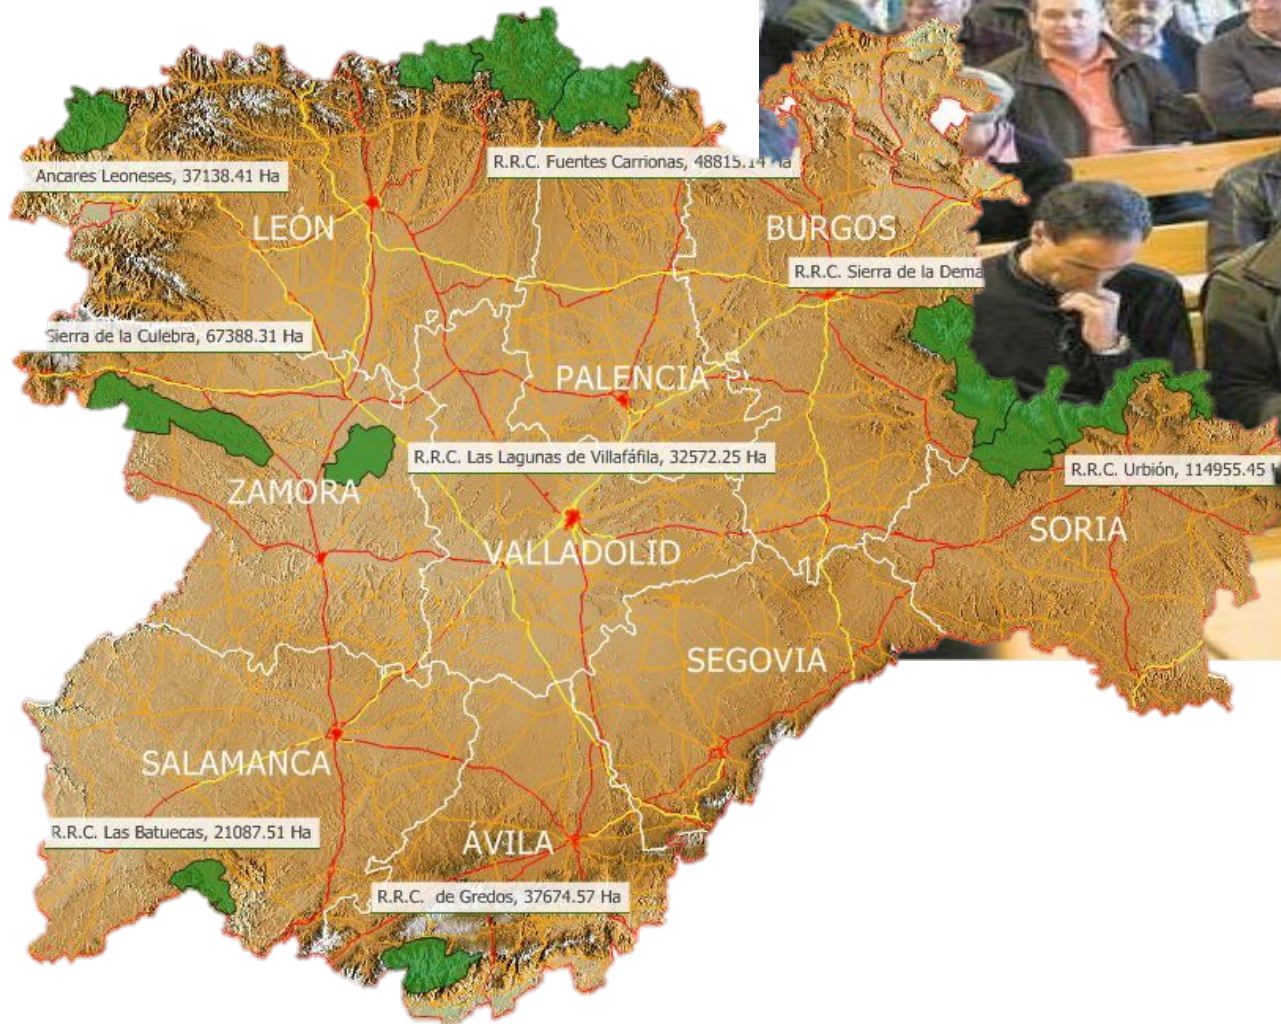 R.R.C. Fuentes Carrionas, 48815.14
Ancares Leoneses, 37138.41 Ha
LEÓN
BURGOS
R.R.C. Sierra de la Dema
Sierra de la Culebra, 67388.31 Ha
PALENCIA
R.R.C. Las Lagunas de Villafáfila, 32572.25 Ha
R.R.C. Urbión, 114955.45
ZAMORA
SORIA
VALLADOLID
SEGOVIA
SALAMANCA
R.R.C. Las Batuecas, 21087.51 Ha
ÁVILA
R.R.C. de Gredos, 37674.57 Ha